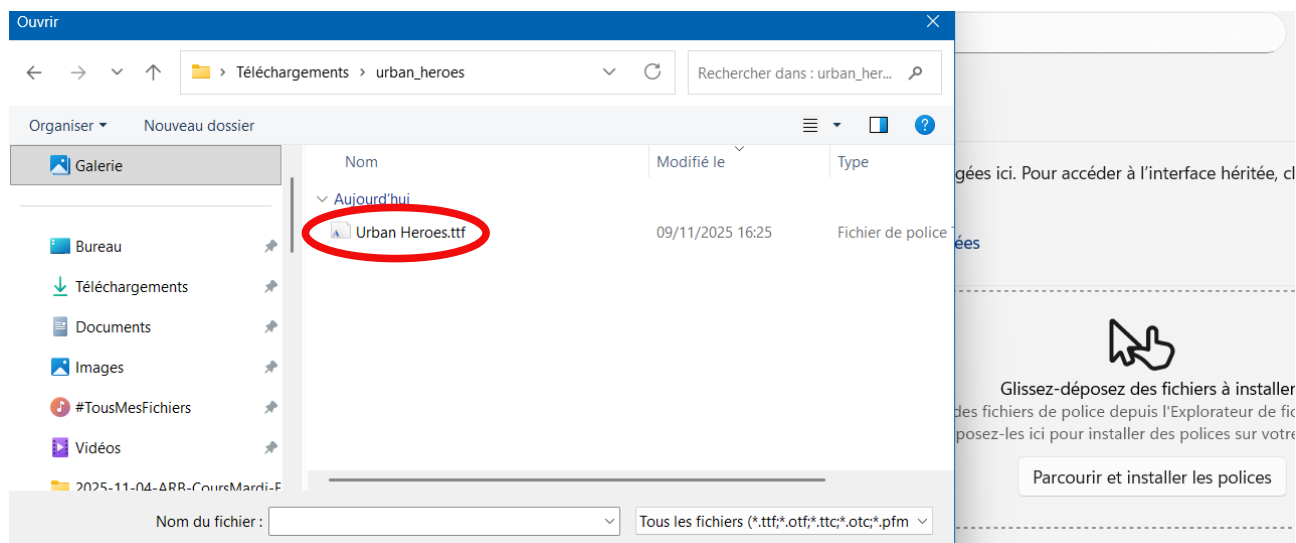 Ouvrir
Téléchargements > urban_heroes
Rechercher dans : urban_her...
Organiser
Nouveau dossier
Galerie
Bureau
Téléchargements
Documents
Images
#TousMesFichiers
Vidéos
2025-11-04-ARB-CoursMardi-F
Nom
Modifié le
Type
Aujourd'hui
Urban Heroes.ttf
09/11/2025 16:25
Fichier de police
Nom du fichier :
Tous les fichiers (*.ttf;*.otf;*.ttc;*.otc;*.pfm
gées ici. Pour accéder à l'interface héritée, cl
ées
Glissez-déposez des fichiers à installer
des fichiers de police depuis l'Explorateur de fic
posez-les ici pour installer des polices sur votre
Parcourir et installer les polices